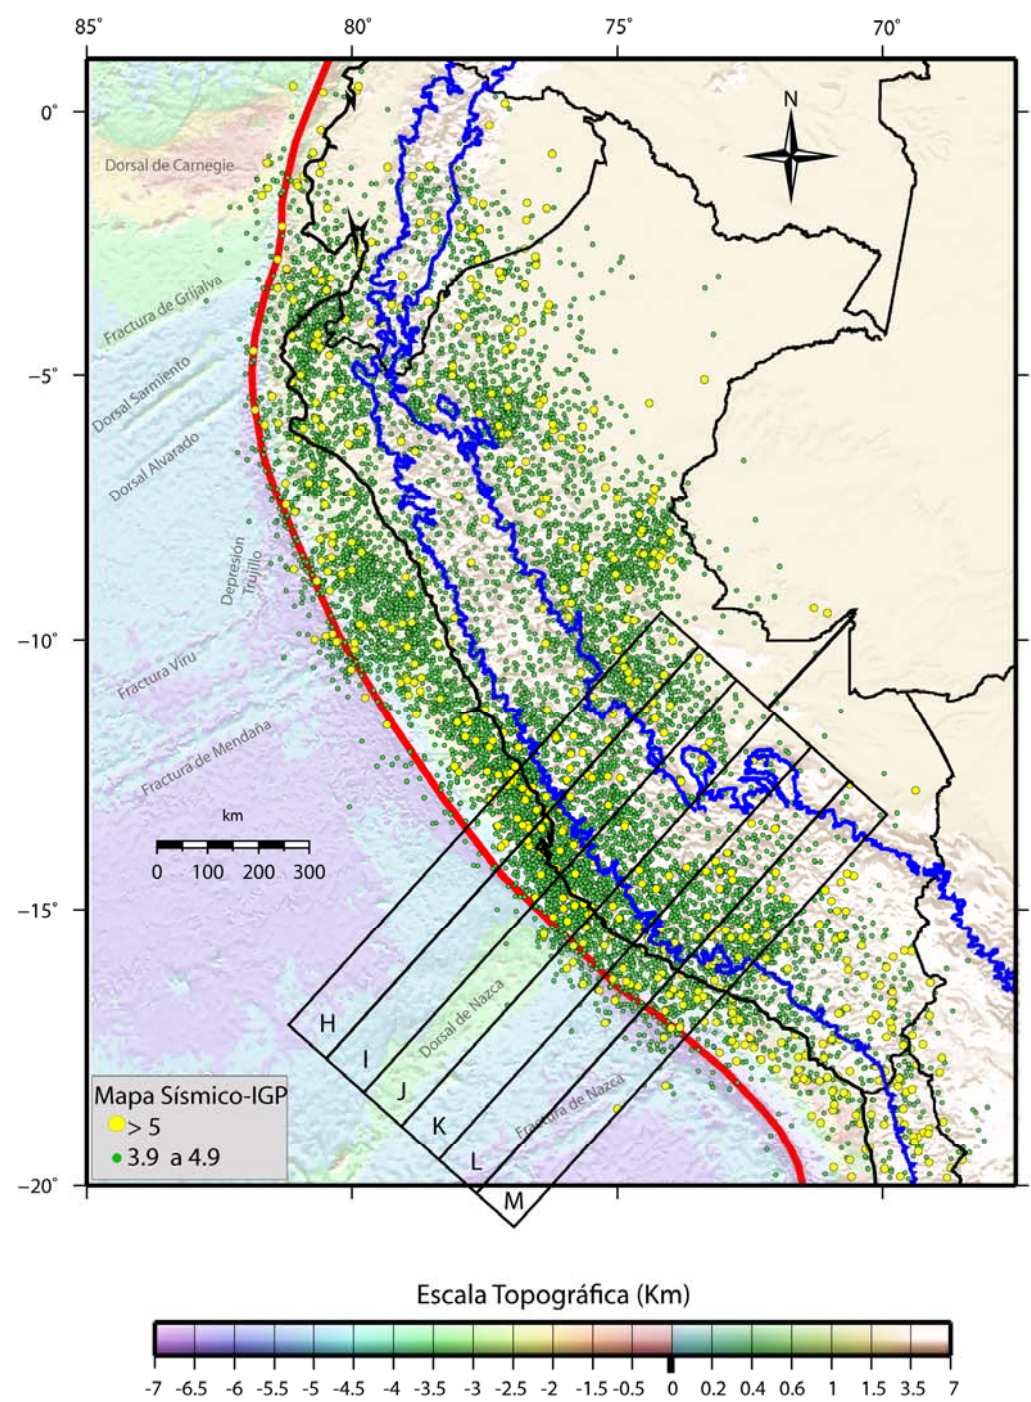 85° 80° 75° 70°
N
0°
Dorsal de Carnegie
Fractura de Grijalva
−5°
Dorsal Sarmiento
Dorsal Alvarado
Depresión
Trujillo
−10°
Fractura Viru
Fractura de Mendaña
km
0 100 200 300
−15°
Dorsal de Nazca
H
I
J
Fractura de Nazca
K
L
M
Mapa Sísmico-IGP
> 5
3.9 a 4.9
−20°
Escala Topográfica (Km)
-7 -6.5 -6 -5.5 -5 -4.5 -4 -3.5 -3 -2.5 -2 -1.5 -0.5 0 0.2 0.4 0.6 1 1.5 3.5 7